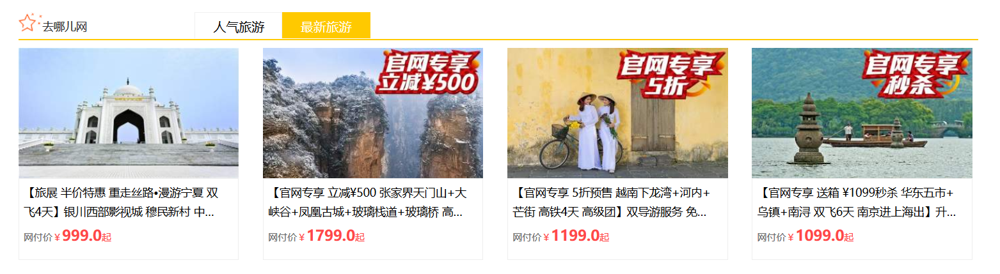 去哪儿网
人气旅游
最新旅游
官网专享
立减¥500
官网专享
5折
官网专享
秒杀
【旅展 半价特惠 重走丝路•漫游宁夏 双
飞4天】银川西部影视城 穆民新村 中...
网付价￥999.0起
【官网专享 立减¥500 张家界天门山+大
峡谷+凤凰古城+玻璃栈道+玻璃桥 高...
网付价￥1799.0起
【官网专享 5折预售 越南下龙湾+河内+
芒街 高铁4天 高级团】双导游服务 免...
网付价￥1199.0起
【官网专享 送箱 ¥1099秒杀 华东五市+
乌镇+南浔 双飞6天 南京进上海出】升...
网付价￥1099.0起